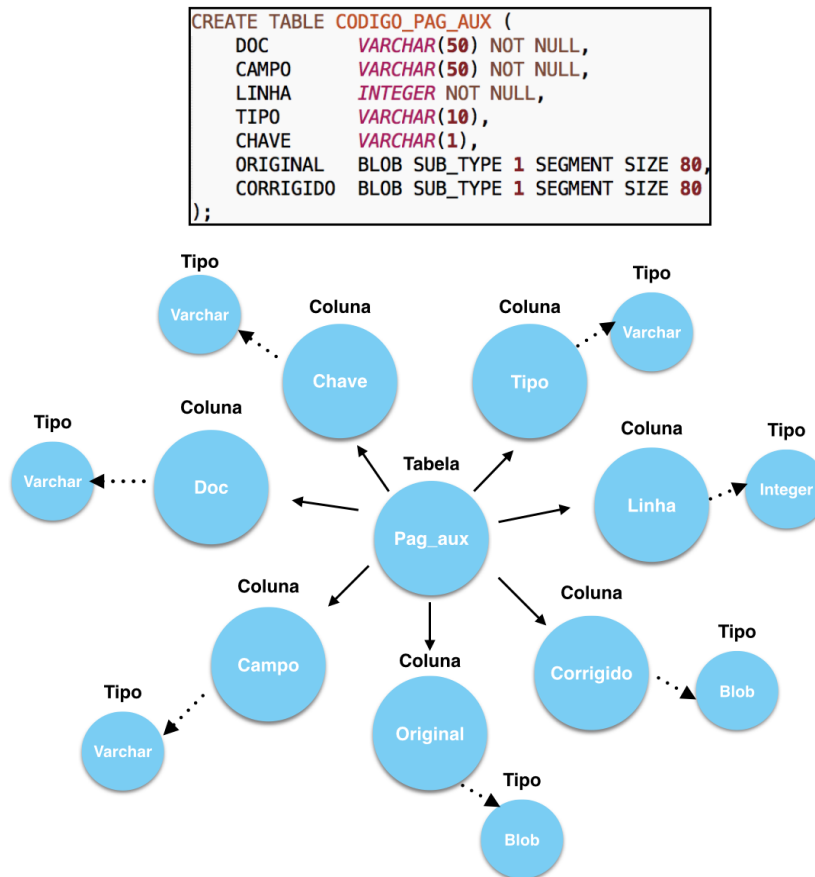 CREATE TABLE CODIGO_PAG_AUX (
DOC VARCHAR(50) NOT NULL,
CAMPO VARCHAR(50) NOT NULL,
LINHA INTEGER NOT NULL,
TIPO VARCHAR(10),
CHAVE VARCHAR(1),
ORIGINAL BLOB SUB_TYPE 1 SEGMENT SIZE 80,
CORRIGIDO BLOB SUB_TYPE 1 SEGMENT SIZE 80
);
Tipo
Varchar
Coluna
Chave
Coluna
Tipo
Tipo
Varchar
Tipo
Varchar
Coluna
Doc
Tabela
Pag_aux
Coluna
Linha
Tipo
Integer
Coluna
Campo
Tipo
Varchar
Coluna
Original
Tipo
Blob
Coluna
Corrigido
Tipo
Blob